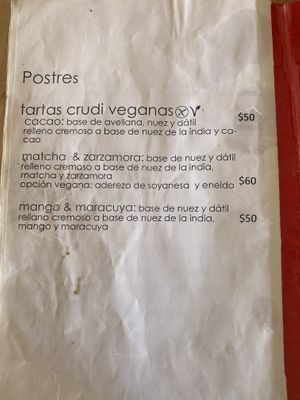 Postres
tartas crudi veganas
cacao: base de avellana, nuez y dátil $50
relleno cremoso a base de nuez de la india y ca-
cao
matcha & zarzamora: base de nuez y dátil
relleno cremoso a base de nuez de la india,
matcha y zarzamora $60
opción vegana: aderezo de soyanesa y eneldo
mango & maracuya: base de nuez y dátil
rellano cremoso a base de nuez de la india, $50
mango y maracuya